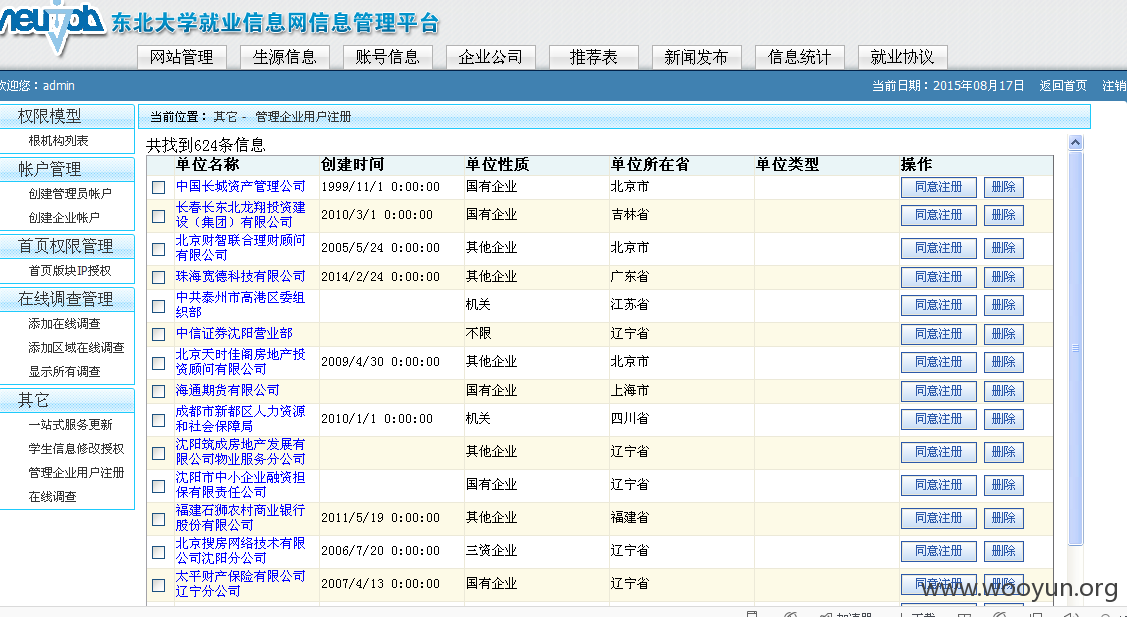 neujob 东北大学就业信息网信息管理平台
网站管理 生源信息 账号信息 企业公司 推荐表 新闻发布 信息统计 就业协议
欢迎您：admin 当前日期：2015年08月17日 返回首页 注销
权限模型
根机构列表
帐户管理
创建管理员帐户
创建企业帐户
首页权限管理
首页版块IP授权
在线调查管理
添加在线调查
添加区域在线调查
显示所有调查
其它
一站式服务更新
学生信息修改授权
管理企业用户注册
在线调查
当前位置： 其它 - 管理企业用户注册
共找到624条信息
单位名称 创建时间 单位性质 单位所在省 单位类型 操作
中国长城资产管理公司 1999/11/1 0:00:00 国有企业 北京市 同意注册 删除
长春长东北龙翔投资建
设（集团）有限公司 2010/3/1 0:00:00 国有企业 吉林省 同意注册 删除
北京财智联合理财顾问
有限公司 2005/5/24 0:00:00 其他企业 北京市 同意注册 删除
珠海宽德科技有限公司 2014/2/24 0:00:00 其他企业 广东省 同意注册 删除
中共泰州市高港区委组
织部 机关 江苏省 同意注册 删除
中信证券沈阳营业部 不限 辽宁省 同意注册 删除
北京天时佳阁房地产投
资顾问有限公司 2009/4/30 0:00:00 其他企业 北京市 同意注册 删除
海通期货有限公司 国有企业 上海市 同意注册 删除
成都市新都区人力资源
和社会保障局 2010/1/1 0:00:00 机关 四川省 同意注册 删除
沈阳筑成房地产发展有
限公司物业服务分公司 其他企业 辽宁省 同意注册 删除
沈阳市中小企业融资担
保有限责任公司 国有企业 辽宁省 同意注册 删除
福建石狮农村商业银行
股份有限公司 2011/5/19 0:00:00 其他企业 福建省 同意注册 删除
北京搜房网络技术有限
公司沈阳分公司 2006/7/20 0:00:00 三资企业 辽宁省 同意注册 删除
太平财产保险有限公司
辽宁分公司 2007/4/13 0:00:00 国有企业 辽宁省 同意注册 删除
www.wooyun.org